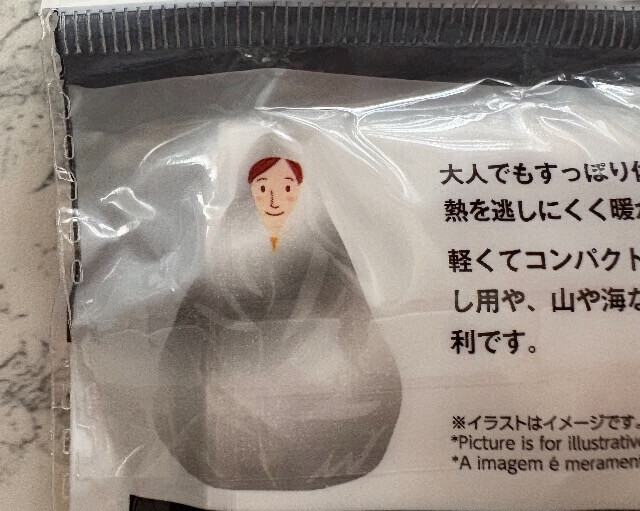 大人でもすっぽり
熱を逃しにくく暖か
軽くてコンパクト
し用や、山や海な
利です。
※イラストはイメージです。
*Picture is for illustrative
*A imagem é merament